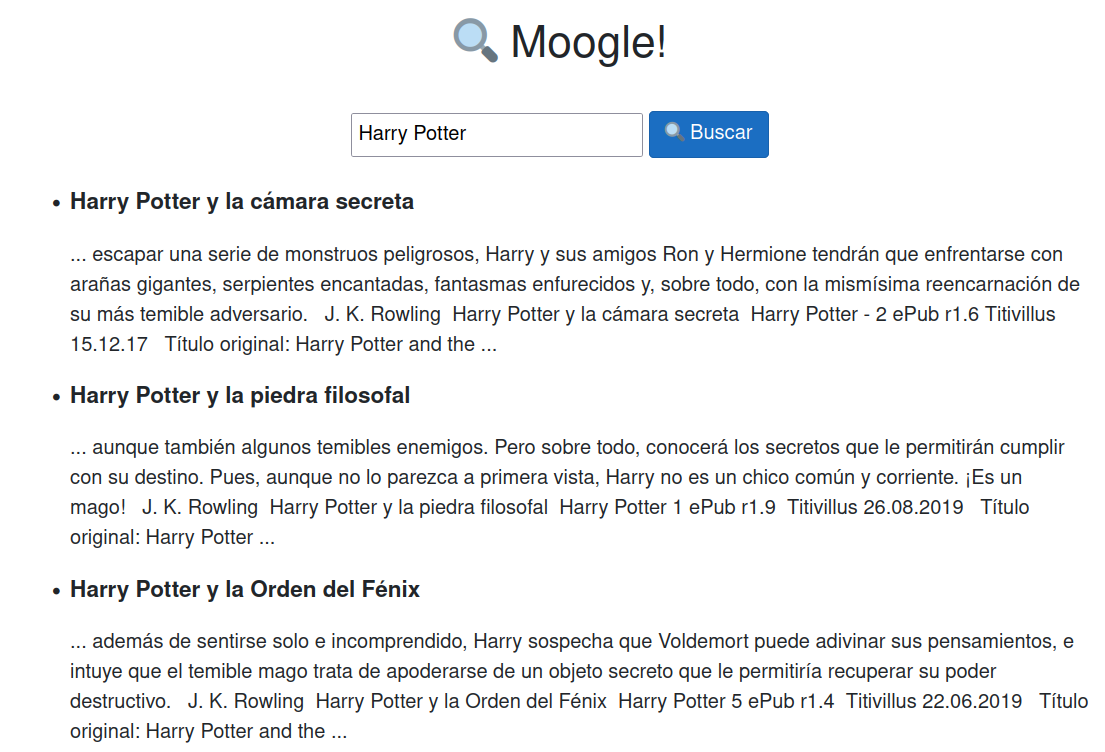 Moogle!
Harry Potter
Buscar
Harry Potter y la cámara secreta
... escapar una serie de monstruos peligrosos, Harry y sus amigos Ron y Hermione tendrán que enfrentarse con
arañas gigantes, serpientes encantadas, fantasmas enfurecidos y, sobre todo, con la mismísima reencarnación de
su más temible adversario. J. K. Rowling Harry Potter y la cámara secreta Harry Potter - 2 ePub r1.6 Titivillus
15.12.17 Título original: Harry Potter and the ...
Harry Potter y la piedra filosofal
... aunque también algunos temibles enemigos. Pero sobre todo, conocerá los secretos que le permitirán cumplir
con su destino. Pues, aunque no lo parezca a primera vista, Harry no es un chico común y corriente. ¡Es un
mago! J. K. Rowling Harry Potter y la piedra filosofal Harry Potter 1 ePub r1.9 Titivillus 26.08.2019 Título
original: Harry Potter ...
Harry Potter y la Orden del Fénix
... además de sentirse solo e incomprendido, Harry sospecha que Voldemort puede adivinar sus pensamientos, e
intuye que el temible mago trata de apoderarse de un objeto secreto que le permitiría recuperar su poder
destructivo. J. K. Rowling Harry Potter y la Orden del Fénix Harry Potter 5 ePub r1.4 Titivillus 22.06.2019 Título
original: Harry Potter and the ...